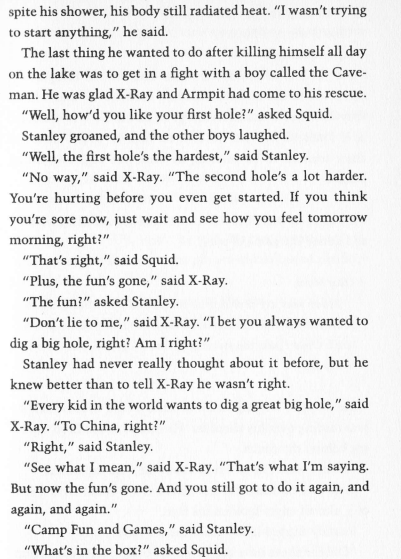 spite his shower, his body still radiated heat. “I wasn’t trying
to start anything,” he said.
The last thing he wanted to do after killing himself all day
on the lake was to get in a fight with a boy called the Cave-
man. He was glad X-Ray and Armpit had come to his rescue.
“Well, how’d you like your first hole?” asked Squid.
Stanley groaned, and the other boys laughed.
“Well, the first hole’s the hardest,” said Stanley.
“No way,” said X-Ray. “The second hole’s a lot harder.
You’re hurting before you even get started. If you think
you’re sore now, just wait and see how you feel tomorrow
morning, right?”
“That’s right,” said Squid.
“Plus, the fun’s gone,” said X-Ray.
“The fun?” asked Stanley.
“Don’t lie to me,” said X-Ray. “I bet you always wanted to
dig a big hole, right? Am I right?”
Stanley had never really thought about it before, but he
knew better than to tell X-Ray he wasn’t right.
“Every kid in the world wants to dig a great big hole,” said
X-Ray. “To China, right?”
“Right,” said Stanley.
“See what I mean,” said X-Ray. “That’s what I’m saying.
But now the fun’s gone. And you still got to do it again, and
again, and again.”
“Camp Fun and Games,” said Stanley.
“What’s in the box?” asked Squid.